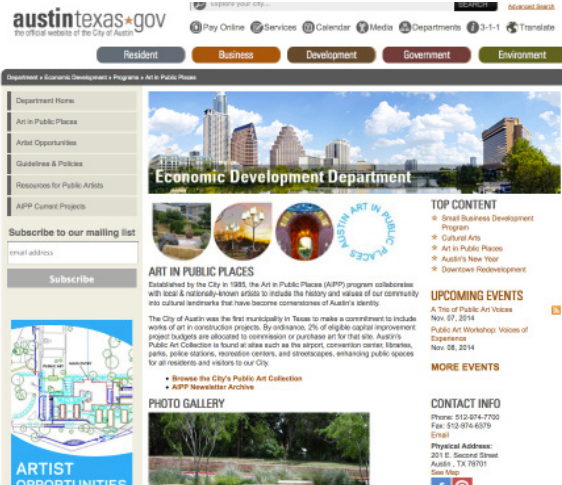 austintexas.gov
the official website of the City of Austin
Explore your city...
SEARCH
Advanced Search
Pay Online
Services
Calendar
Media
Departments
3-1-1
Translate
Resident
Business
Development
Government
Environment
Department » Economic Development » Programs » Art in Public Places
Department Home
Art in Public Places
Artist Opportunities
Guidelines & Policies
Resources for Public Artists
AIPP Current Projects
Subscribe to our mailing list
email address
Subscribe
ARTIST
OPPORTUNITIES
Economic Development Department
AUSTIN ART IN PUBLIC PLACES
ART IN PUBLIC PLACES
Established by the City in 1985, the Art in Public Places (AIPP) program collaborates
with local & nationally-known artists to include the history and values of our community
into cultural landmarks that have become cornerstones of Austin's identity.
The City of Austin was the first municipality in Texas to make a commitment to include
works of art in construction projects. By ordinance, 2% of eligible capital improvement
project budgets are allocated to commission or purchase art for that site. Austin's
Public Art Collection is found at sites such as the airport, convention center, libraries,
parks, police stations, recreation centers, and streetscapes, enhancing public spaces
for all residents and visitors to our City.
• Browse the City's Public Art Collection
• AIPP Newsletter Archive
PHOTO GALLERY
TOP CONTENT
Small Business Development
Program
Cultural Arts
Art in Public Places
Austin's New Year
Downtown Redevelopment
UPCOMING EVENTS
A Trio of Public Art Voices
Nov. 07, 2014
Public Art Workshop: Voices of
Experience
Nov. 08, 2014
MORE EVENTS
CONTACT INFO
Phone: 512-974-7700
Fax: 512-974-6379
Email
Physical Address:
201 E. Second Street
Austin , TX 78701
See Map